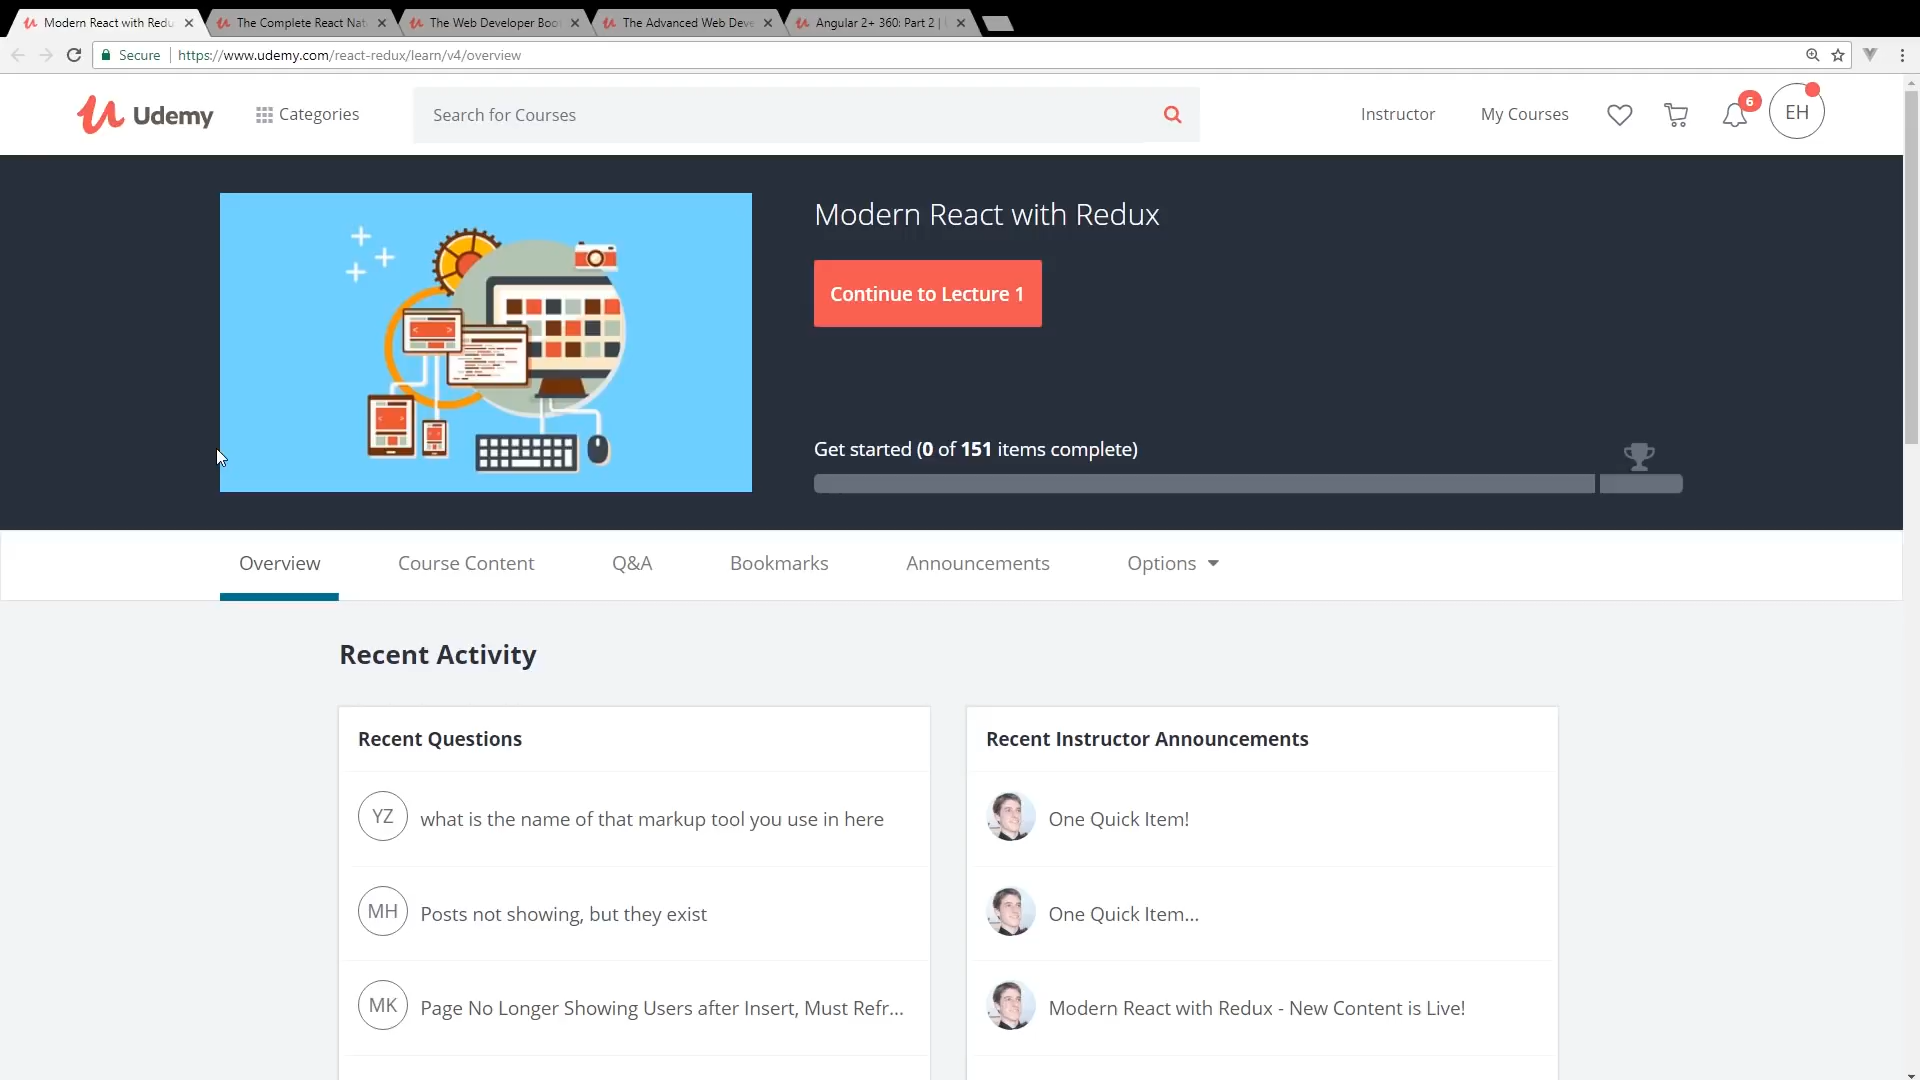 Modern React with Redu
The Complete React Nat
The Web Developer Boo
The Advanced Web Deve
Angular 2+ 360: Part 2 |
Secure
https://www.udemy.com/react-redux/learn/v4/overview
Udemy
Categories
Search for Courses
Instructor
My Courses
6
EH
Modern React with Redux
Continue to Lecture 1
Get started (0 of 151 items complete)
Overview
Course Content
Q&A
Bookmarks
Announcements
Options
Recent Activity
Recent Questions
YZ
what is the name of that markup tool you use in here
MH
Posts not showing, but they exist
MK
Page No Longer Showing Users after Insert, Must Refr...
Recent Instructor Announcements
One Quick Item!
One Quick Item...
Modern React with Redux - New Content is Live!